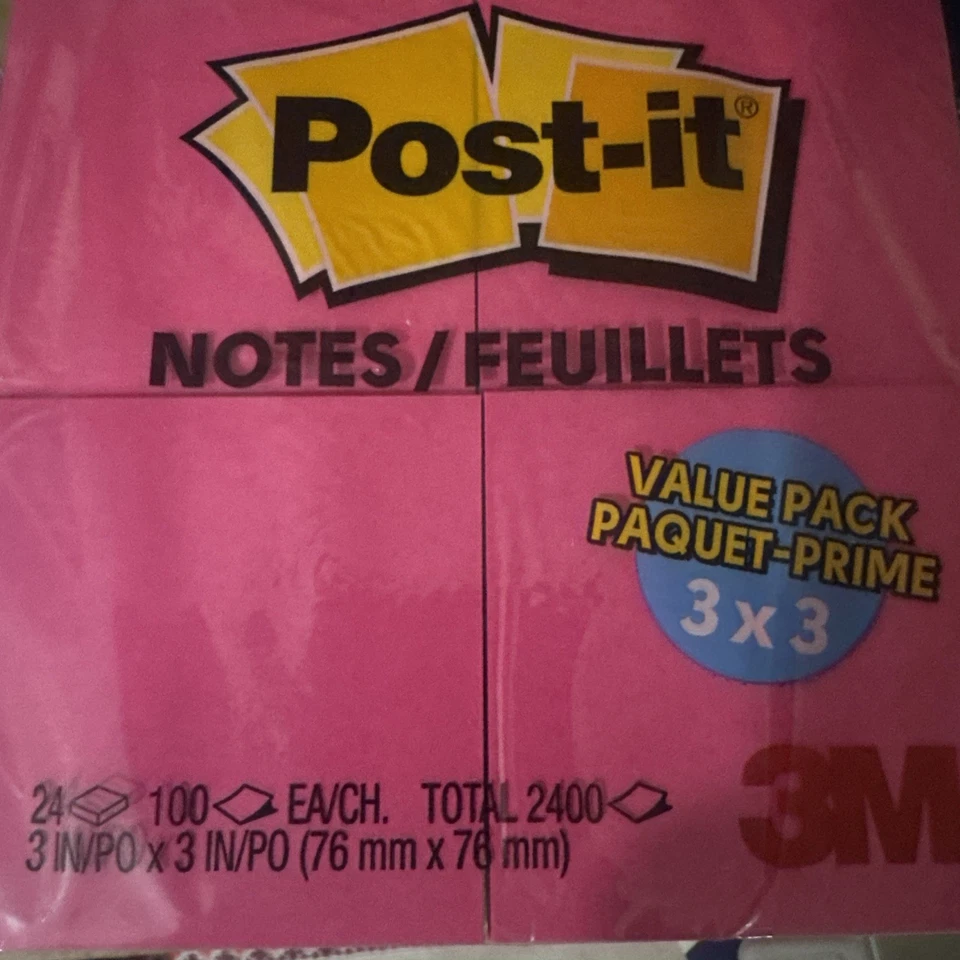 Post-it®
NOTES/FEUILLETS
VALUE PACK
PAQUET-PRIME
3 x 3
24 100 EA/CH. TOTAL 2400
3 IN/PO x 3 IN/PO (76 mm x 76 mm)
3M